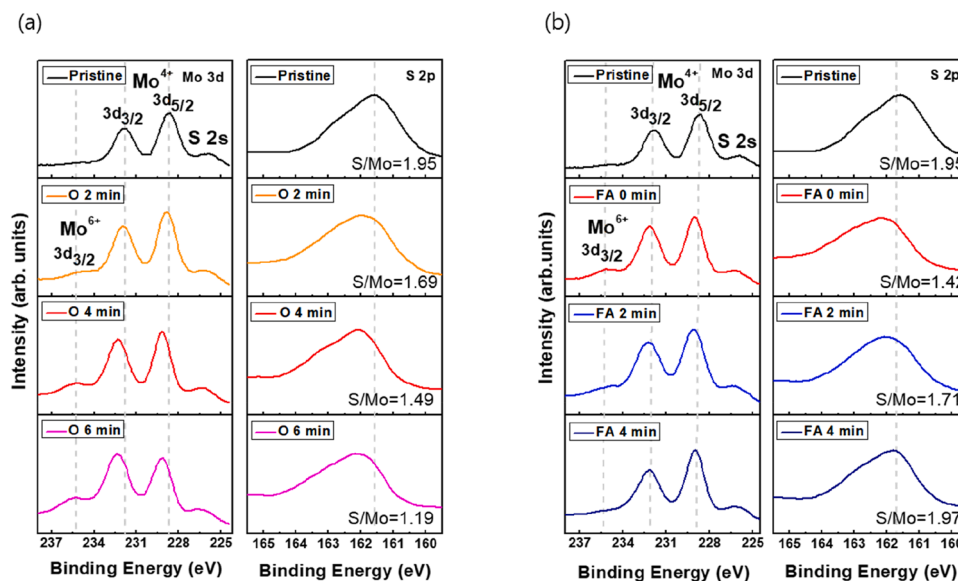 (a)
Pristine
Mo⁴⁺ Mo 3d
3d₃/₂
3d₅/₂
S 2s
Pristine
S 2p
S/Mo=1.95
O 2 min
Mo⁶⁺
3d₃/₂
O 2 min
S/Mo=1.69
O 4 min
O 4 min
S/Mo=1.49
O 6 min
O 6 min
S/Mo=1.19
Intensity (arb.units)
237 234 231 228 225
165 164 163 162 161 160
Binding Energy (eV)
Binding Energy (eV)
(b)
Pristine
Mo⁴⁺ Mo 3d
3d₃/₂
3d₅/₂
S 2s
Pristine
S 2p
S/Mo=1.95
FA 0 min
Mo⁶⁺
3d₃/₂
FA 0 min
S/Mo=1.42
FA 2 min
FA 2 min
S/Mo=1.71
FA 4 min
FA 4 min
S/Mo=1.97
Intensity (arb.units)
237 234 231 228 225
165 164 163 162 161 160
Binding Energy (eV)
Binding Energy (eV)